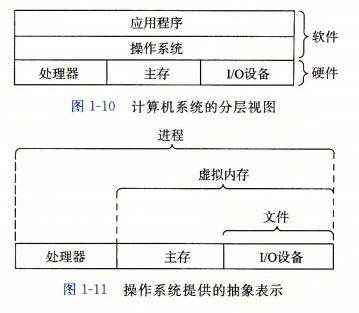 应用程序
操作系统
软件
处理器 主存 I/O设备
硬件
图 1-10 计算机系统的分层视图
进程
虚拟内存
文件
处理器 主存 I/O设备
图 1-11 操作系统提供的抽象表示